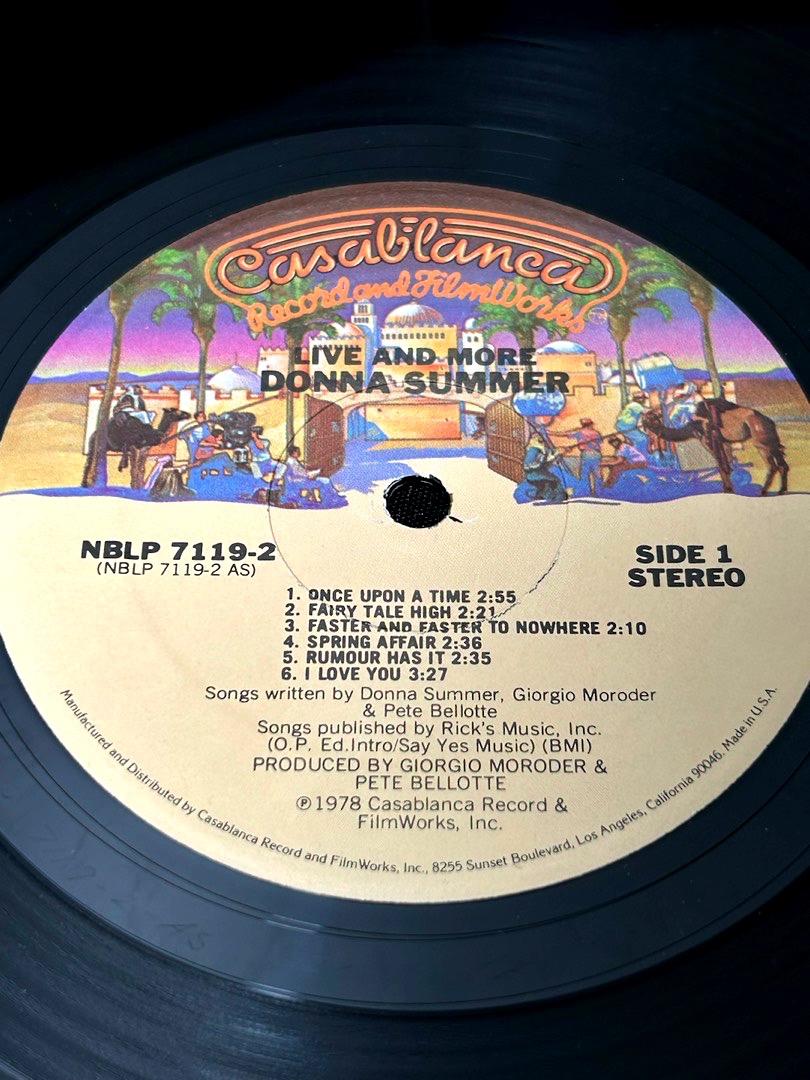 Casablanca
Record and FilmWorks
LIVE AND MORE
DONNA SUMMER
NBLP 7119-2
(NBLP 7119-2 AS)
SIDE 1
STEREO
1. ONCE UPON A TIME 2:55
2. FAIRY TALE HIGH 2:21
3. FASTER AND FASTER TO NOWHERE 2:10
4. SPRING AFFAIR 2:36
5. RUMOUR HAS IT 2:35
6. I LOVE YOU 3:27
Songs written by Donna Summer, Giorgio Moroder
& Pete Bellotte
Songs published by Rick's Music, Inc.
(O.P. Ed.Intro/Say Yes Music) (BMI)
PRODUCED BY GIORGIO MORODER &
PETE BELLOTTE
℗1978 Casablanca Record &
FilmWorks, Inc.
Manufactured and Distributed by Casablanca Record and FilmWorks, Inc., 8255 Sunset Boulevard, Los Angeles, California 90046. Made in U.S.A.